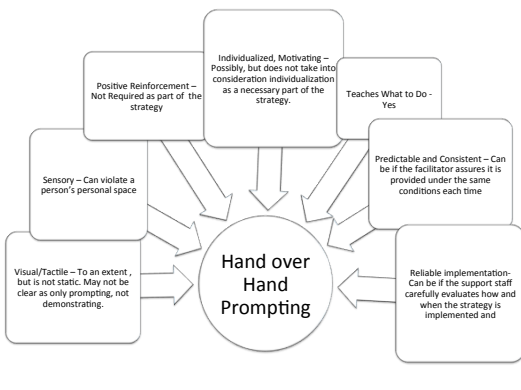 Visual/Tactile – To an extent ,
but is not static. May not be
clear as only prompting, not
demonstrating.
Sensory – Can violate a
person's personal space
Positive Reinforcement –
Not Required as part of the
strategy
Individualized, Motivating –
Possibly, but does not take into
consideration individualization
as a necessary part of the
strategy.
Teaches What to Do -
Yes
Predictable and Consistent – Can
be if the facilitator assures it is
provided under the same
conditions each time
Reliable implementation-
Can be if the support staff
carefully evaluates how and
when the strategy is
implemented and
Hand over
Hand
Prompting